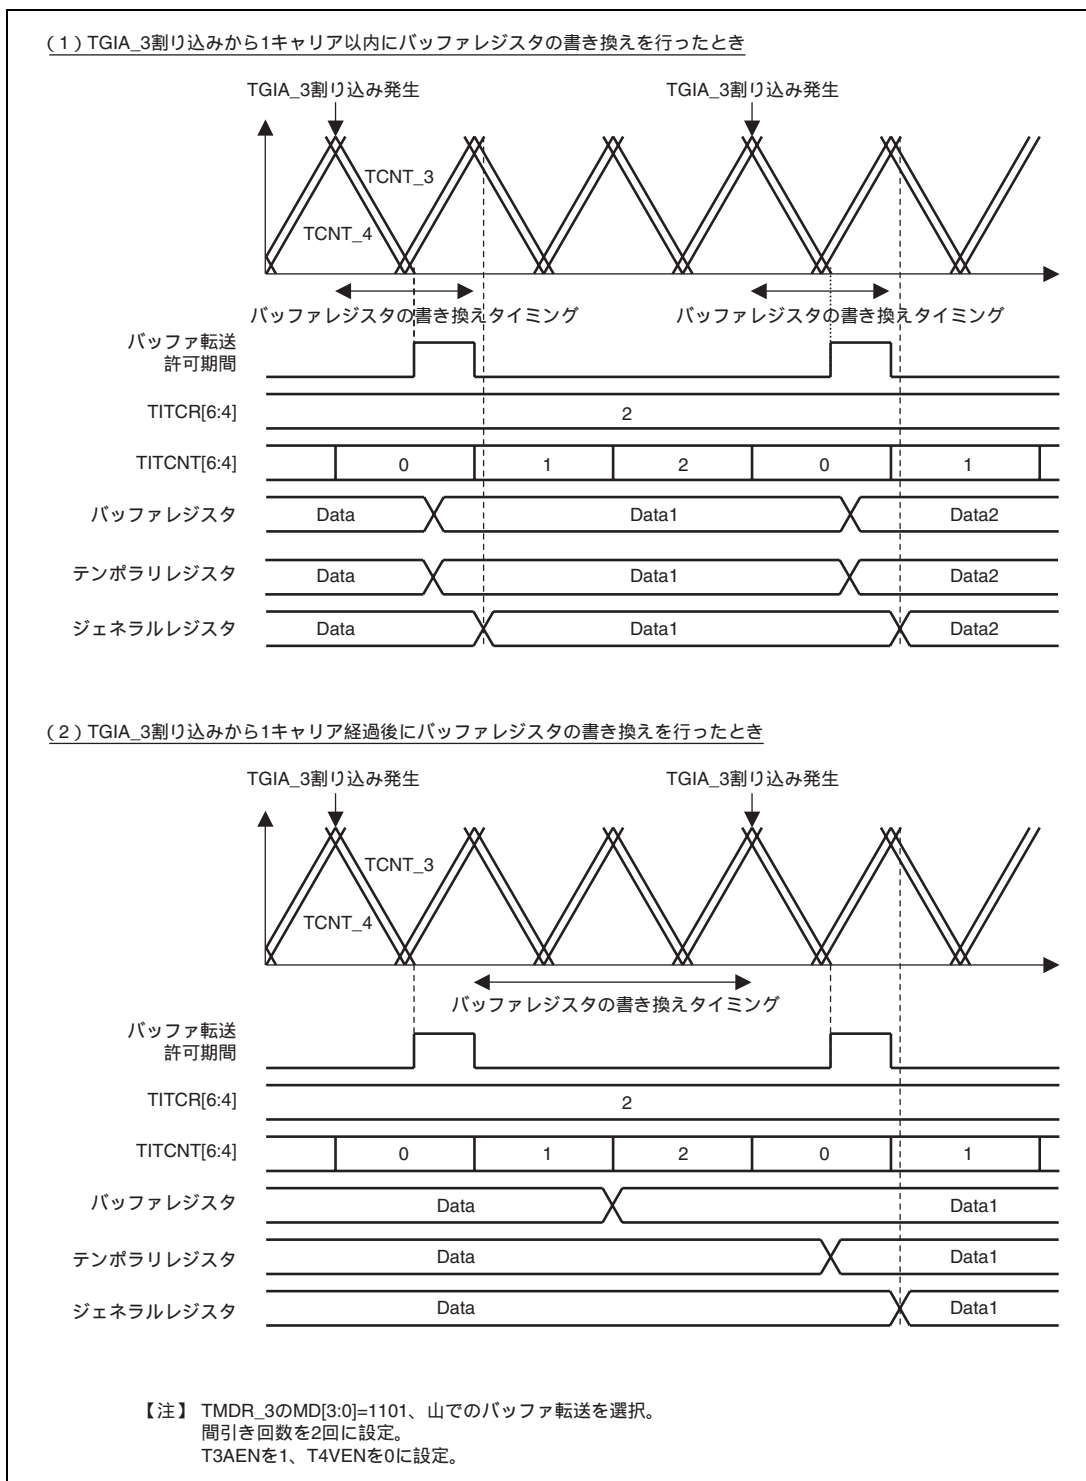 (1)TGIA_3割り込みから1キャリア以内にバッファレジスタの書き換えを行ったとき
TGIA_3割り込み発生 TGIA_3割り込み発生
TCNT_3
TCNT_4
バッファレジスタの書き換えタイミング バッファレジスタの書き換えタイミング
バッファ転送
許可期間
TITCR[6:4] 2
TITCNT[6:4] 0 1 2 0 1
バッファレジスタ Data Data1 Data2
テンポラリレジスタ Data Data1 Data2
ジェネラルレジスタ Data Data1 Data2
(2)TGIA_3割り込みから1キャリア経過後にバッファレジスタの書き換えを行ったとき
TGIA_3割り込み発生 TGIA_3割り込み発生
TCNT_3
TCNT_4
バッファレジスタの書き換えタイミング
バッファ転送
許可期間
TITCR[6:4] 2
TITCNT[6:4] 0 1 2 0 1
バッファレジスタ Data Data1
テンポラリレジスタ Data Data1
ジェネラルレジスタ Data Data1
【注】 TMDR_3のMD[3:0]=1101、山でのバッファ転送を選択。
間引き回数を2回に設定。
T3AENを1、T4VENを0に設定。